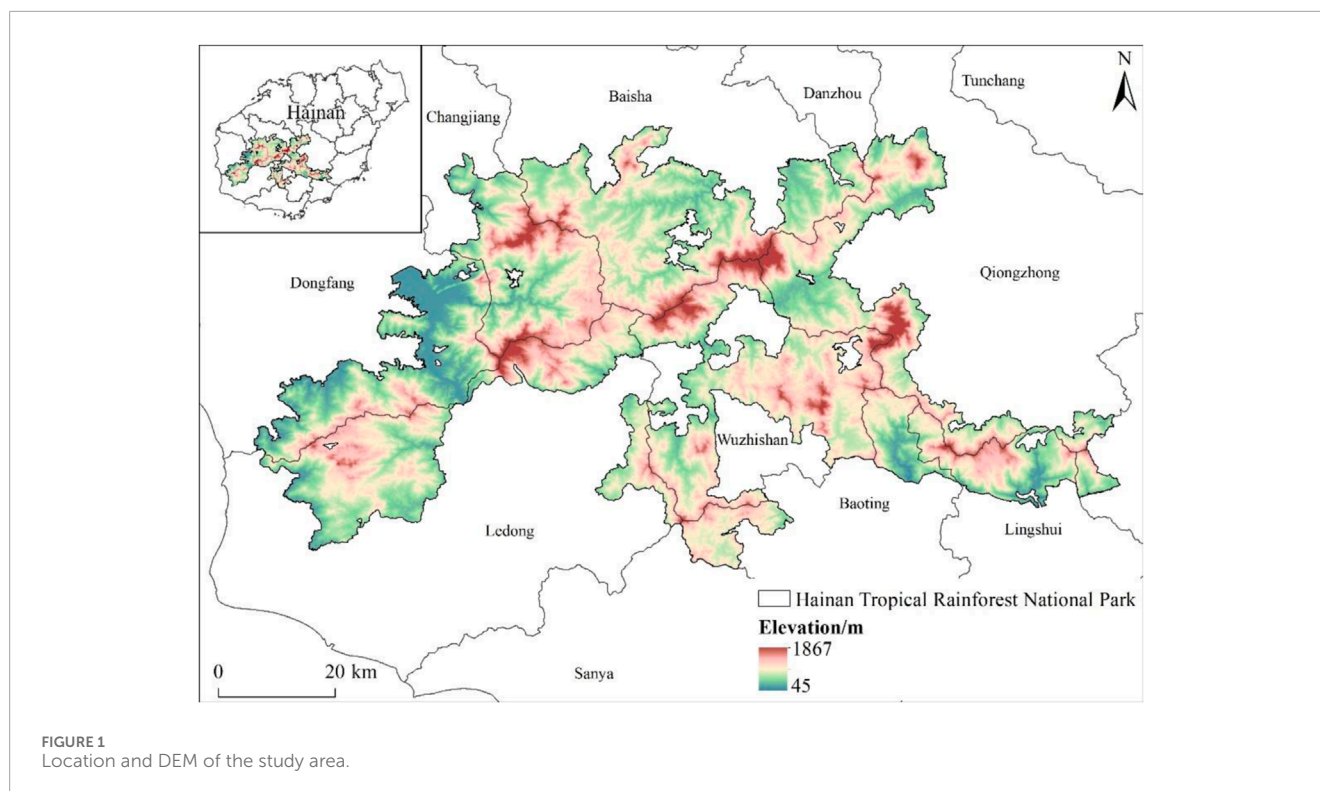 N
Tunchang
Baisha
Danzhou
Hainan
Changjiang
Dongfang
Qiongzhong
Wuzhishan
Baoting
Ledong
Lingshui
Hainan Tropical Rainforest National Park
Elevation/m
1867
45
0 20 km
Sanya
FIGURE 1
Location and DEM of the study area.